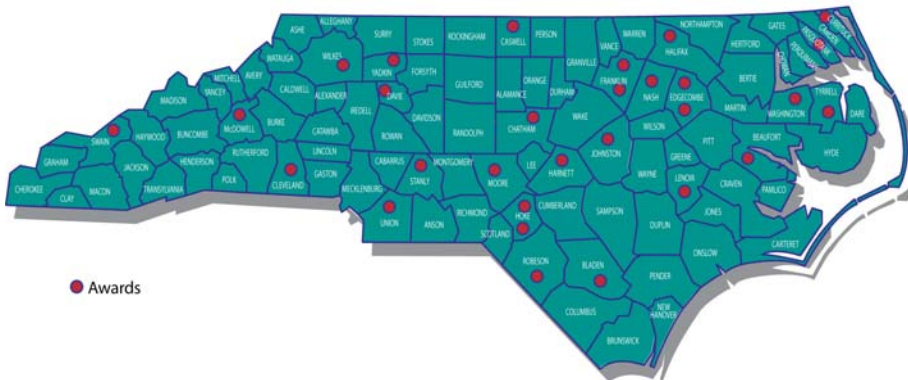 ALLEGHANY
ASHE
SURRY
STOKES
ROCKINGHAM
CASWELL
PERSON
VANCE
WARREN
NORTHAMPTON
GATES
CURRITUCK
CAMDEN
PASQUOTANK
PERQUIMANS
CHOWAN
HERTFORD
HALIFAX
GRANVILLE
WILKES
WATAUGA
YADKIN
FORSYTH
GUILFORD
ALAMANCE
ORANGE
DURHAM
FRANKLIN
BERTIE
MITCHELL
AVERY
YANCEY
CALDWELL
ALEXANDER
IREDELL
DAVIE
DAVIDSON
RANDOLPH
CHATHAM
WAKE
NASH
EDGECOMBE
MARTIN
WASHINGTON
TYRRELL
DARE
MADISON
McDOWELL
BURKE
CATAWBA
ROWAN
WILSON
PITT
BEAUFORT
HYDE
SWAIN
HAYWOOD
BUNCOMBE
RUTHERFORD
LINCOLN
CABARRUS
STANLY
MONTGOMERY
MOORE
LEE
HARNETT
JOHNSTON
WAYNE
GREENE
LENOIR
CRAVEN
PAMLICO
GRAHAM
CHEROKEE
CLAY
MACON
JACKSON
TRANSYLVANIA
HENDERSON
POLK
CLEVELAND
GASTON
MECKLENBURG
UNION
ANSON
RICHMOND
SCOTLAND
HOKE
CUMBERLAND
SAMPSON
DUPLIN
JONES
CARTERET
ONSLOW
ROBESON
BLADEN
PENDER
COLUMBUS
NEW
HANOVER
BRUNSWICK
Awards